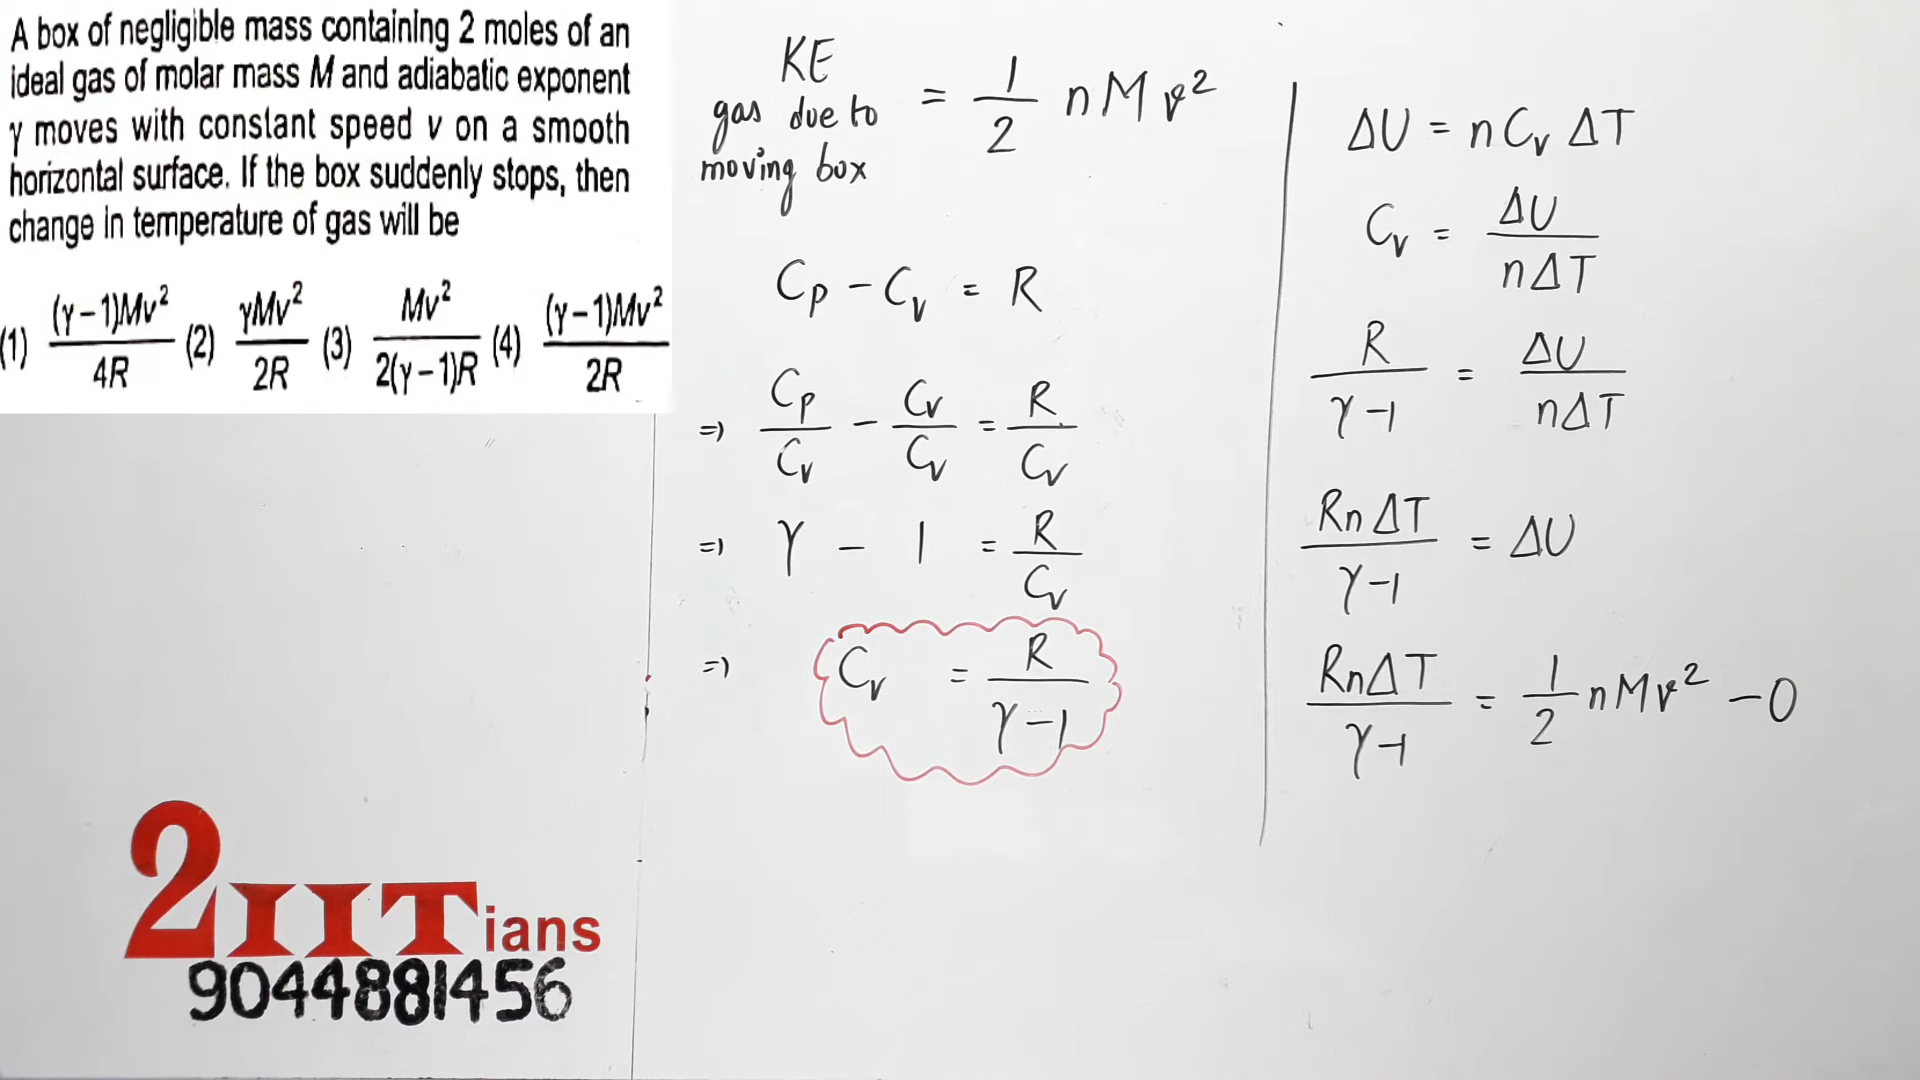 A box of negligible mass containing 2 moles of an
ideal gas of molar mass M and adiabatic exponent
γ moves with constant speed v on a smooth
horizontal surface. If the box suddenly stops, then
change in temperature of gas will be
(1) (γ – 1)Mv²/4R (2) γMv²/2R (3) Mv²/2(γ – 1)R (4) (γ – 1)Mv²/2R
KE
gas due to
moving box
= 1/2 n M v²
Cp – Cv = R
⇒ Cp/Cv – Cv/Cv = R/Cv
⇒ γ – 1 = R/Cv
⇒ Cv = R/γ–1
ΔU = n Cv ΔT
Cv = ΔU/nΔT
R/γ–1 = ΔU/nΔT
RnΔT/γ–1 = ΔU
RnΔT/γ–1 = 1/2 nMv² – 0
2IITians
9044881456